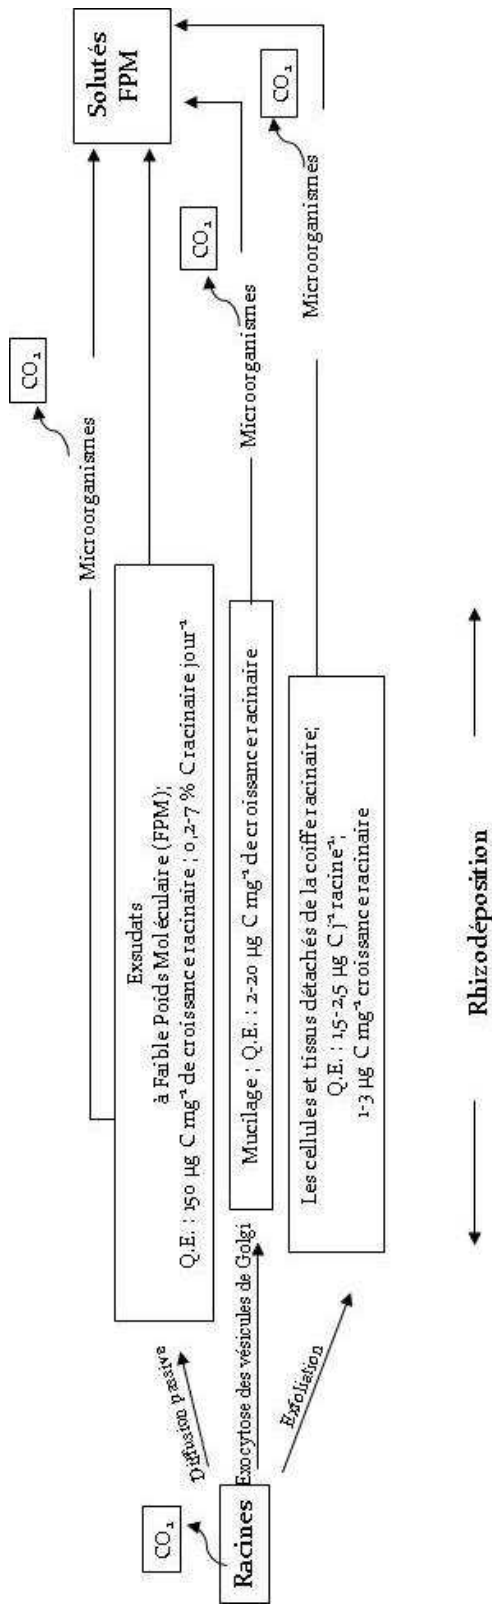 CO₂
Racines
Diffusion passive
Exocytose des vésicules de Golgi
Exfoliation
Exsudats
à Faible Poids Moléculaire (FPM);
Q.E. : 150 µg C mg⁻¹ de croissance racinaire ; 0,2-7 % C racinaire jour⁻¹
Mucilage ; Q.E. : 2-20 µg C mg⁻¹ de croissance racinaire
Les cellules et tissus détachés de la coiffe racinaire;
Q.E. : 1,5-2,5 µg C j⁻¹ racine⁻¹;
1-3 µg C mg⁻¹ croissance racinaire
Microorganismes
CO₂
Microorganismes
CO₂
Microorganismes
CO₂
Solutés
FPM
Rhizodéposition